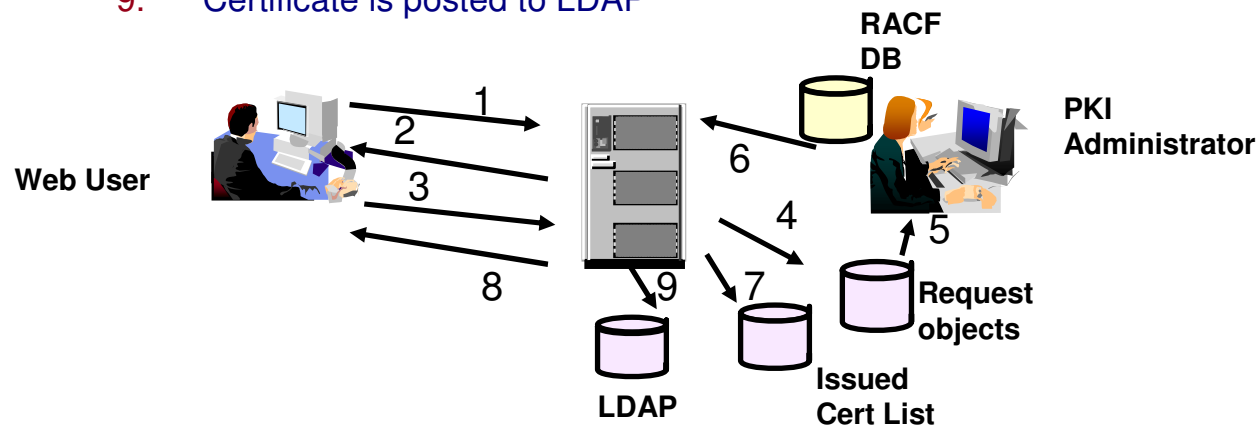 9. Certificate is posted to LDAP
RACF
DB
PKI
Administrator
Web User
1
2
3
8
6
4
5
9
7
Request
objects
LDAP
Issued
Cert List